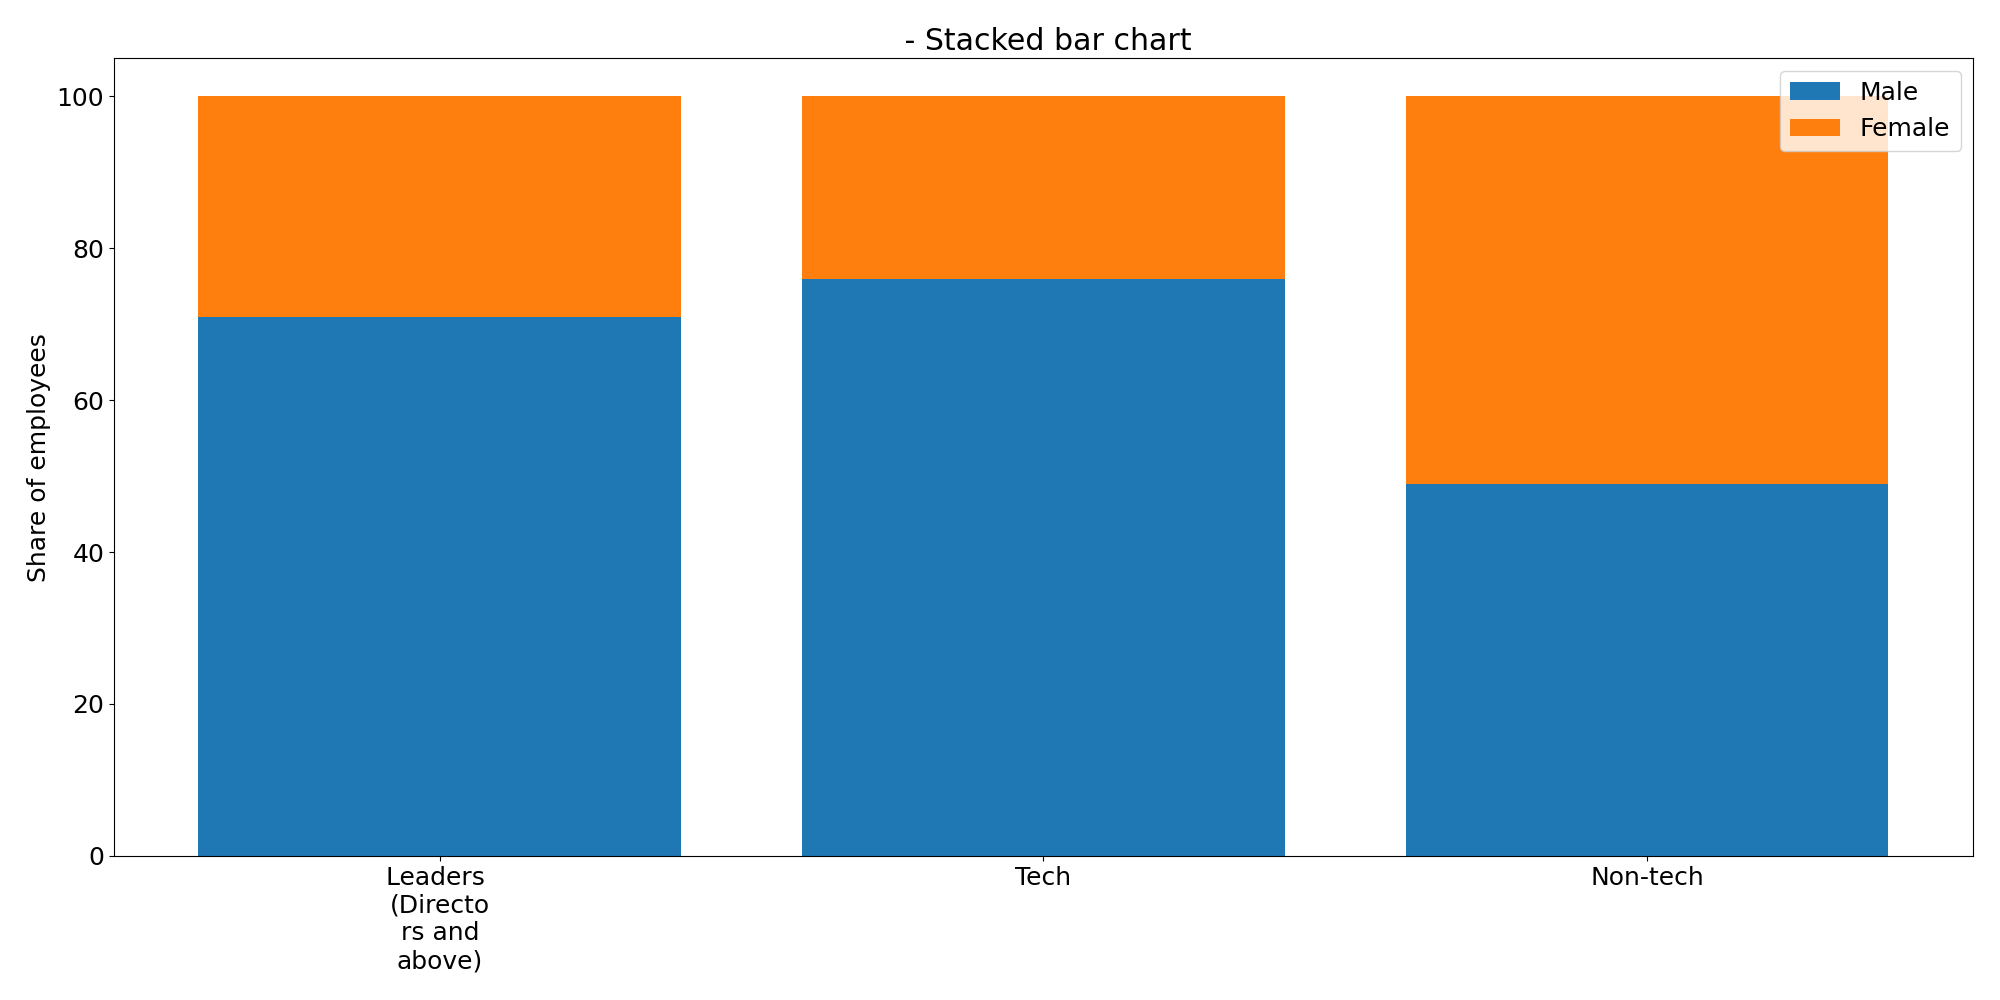 - Stacked bar chart
Male
Female
Share of employees
100
80
60
40
20
0
Leaders
(Directo
rs and
above)
Tech
Non-tech